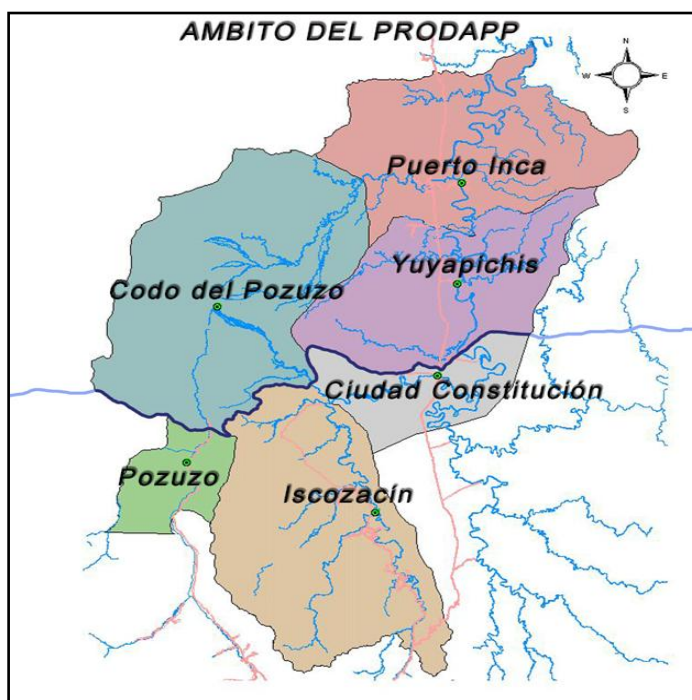 AMBITO DEL PRODAPP
N
W E
S
Puerto Inca
Yuyapichis
Codo del Pozuzo
Ciudad Constitución
Pozuzo
Iscozacín